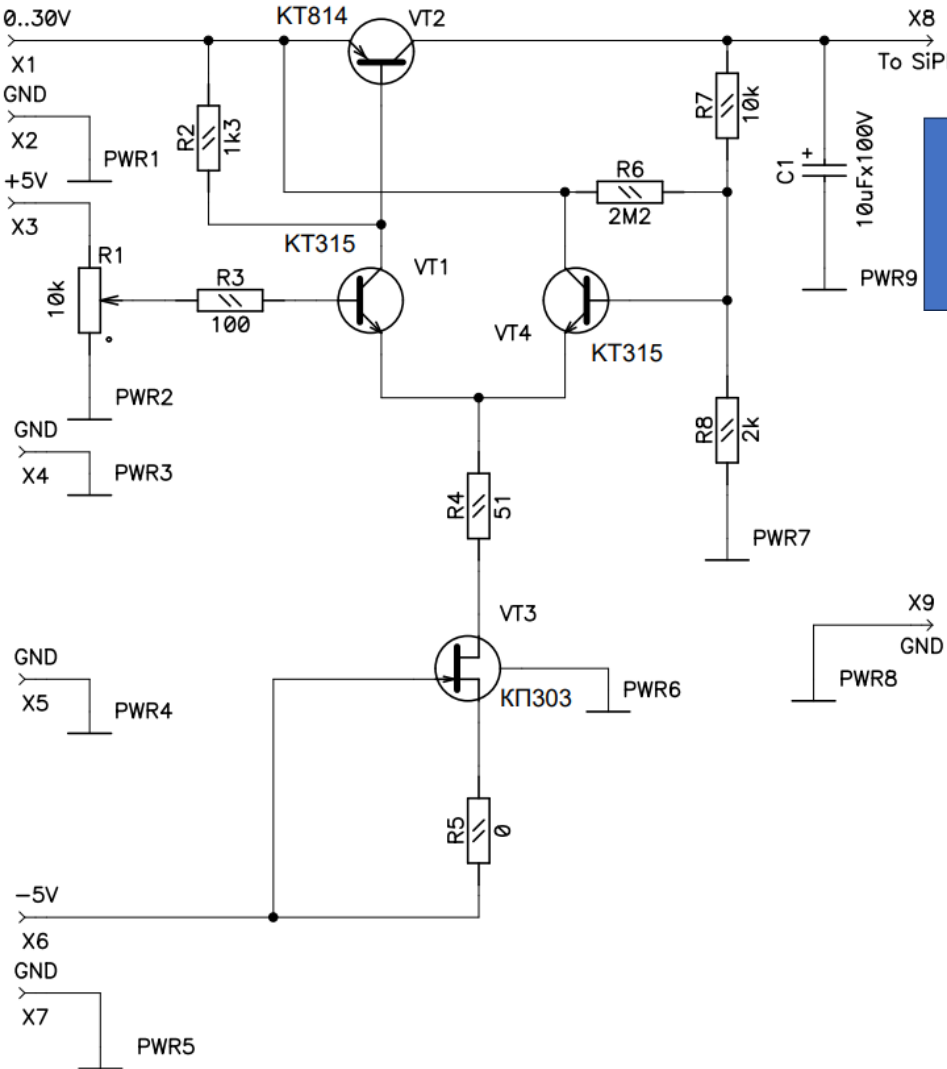 0..30V
KT814
VT2
X8
X1
To SiP
GND
X2
PWR1
R2
1k3
R7
10k
+5V
X3
R6
2M2
C1
+
10uFx100V
KT315
VT1
R1
10k
R3
100
PWR9
VT4
KT315
PWR2
GND
X4
PWR3
R8
2k
R4
51
PWR7
VT3
X9
GND
GND
X5
PWR4
КП303
PWR6
PWR8
R5
0
-5V
X6
GND
X7
PWR5